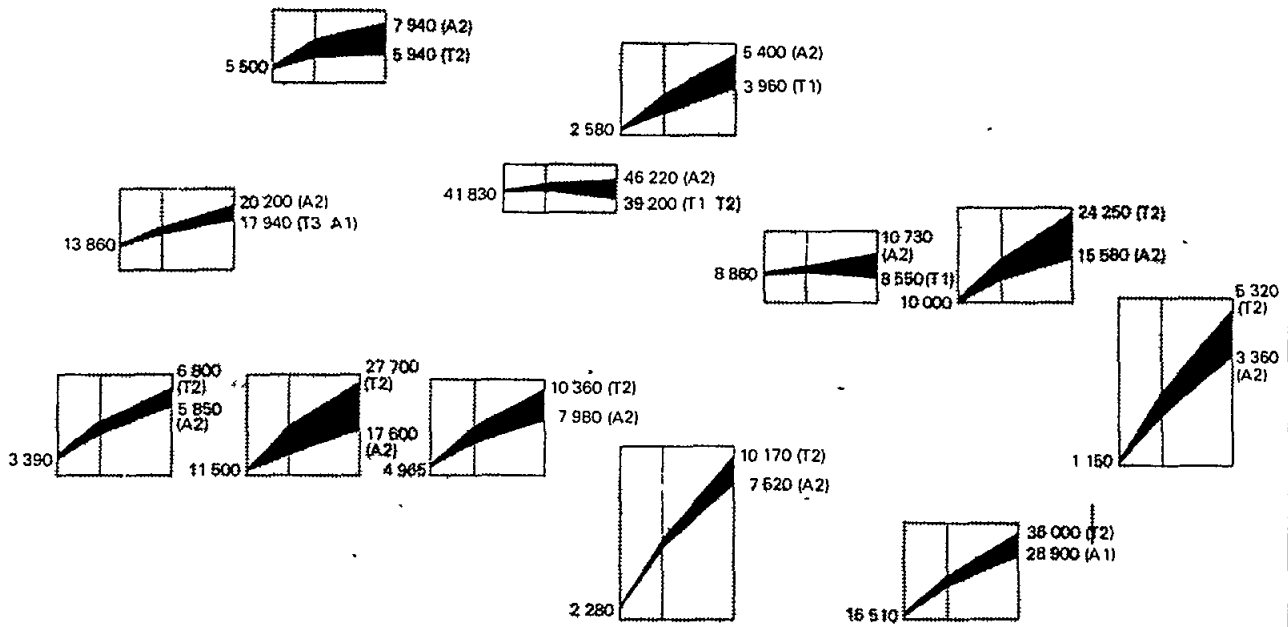 7 940 (A2)
5 500
5 940 (T2)
5 400 (A2)
3 960 (T1)
2 580
46 220 (A2)
41 830
39 200 (T1 T2)
20 200 (A2)
17 940 (T3 A1)
13 860
10 730
(A2)
8 860
8 550 (T1)
24 250 (T2)
15 580 (A2)
10 000
5 320
(T2)
3 360
(A2)
1 150
6 800
(T2)
5 850
(A2)
3 390
27 700
(T2)
17 600
(A2)
11 500
10 360 (T2)
7 980 (A2)
4 965
10 170 (T2)
7 620 (A2)
2 280
36 000 (T2)
28 900 (A1)
16 510